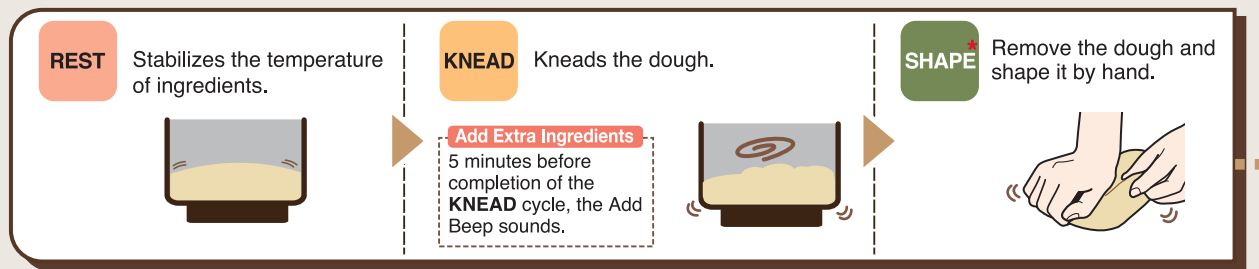 REST
Stabilizes the temperature
of ingredients.
KNEAD
Kneads the dough.
Add Extra Ingredients
5 minutes before
completion of the
KNEAD cycle, the Add
Beep sounds.
SHAPE*
Remove the dough and
shape it by hand.